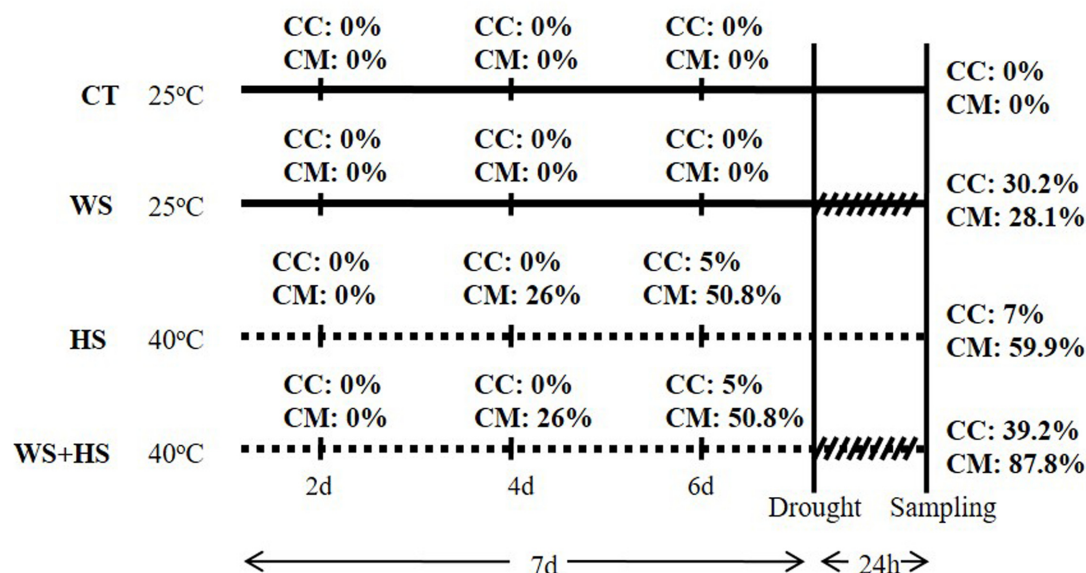 CC: 0% CC: 0% CC: 0%
CM: 0% CM: 0% CM: 0%
CC: 0%
CT 25°C
CM: 0%
CC: 0% CC: 0% CC: 0%
CM: 0% CM: 0% CM: 0%
CC: 30.2%
WS 25°C
CM: 28.1%
CC: 0% CC: 0% CC: 5%
CM: 0% CM: 26% CM: 50.8%
CC: 7%
HS 40°C
CM: 59.9%
CC: 0% CC: 0% CC: 5%
CM: 0% CM: 26% CM: 50.8%
CC: 39.2%
WS+HS 40°C
CM: 87.8%
2d 4d 6d
Drought Sampling
7d 24h